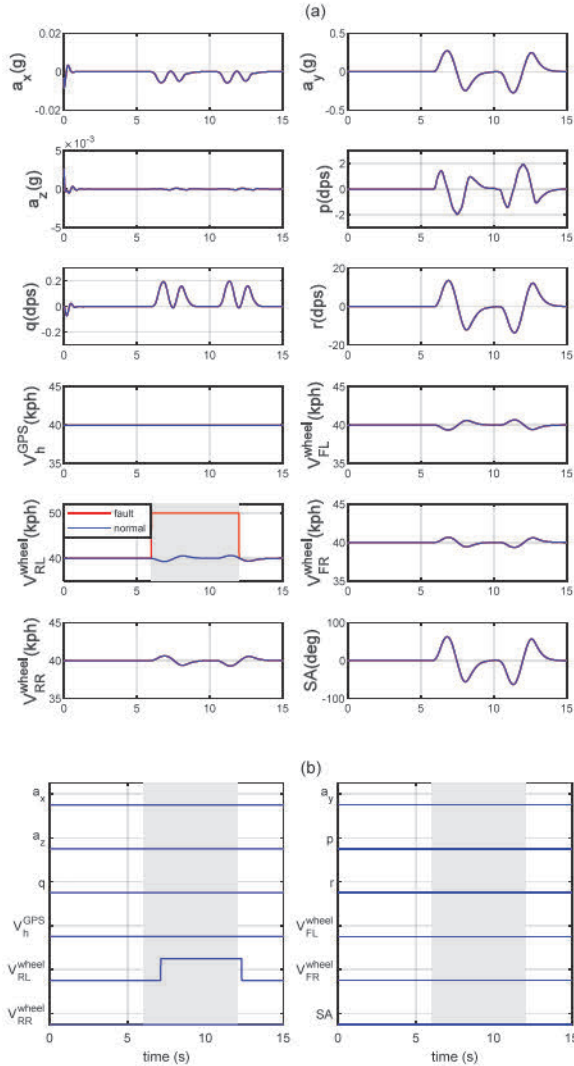 (a)
0.02
0
-0.02
a_x(g)
0 5 10 15
0.5
0
-0.5
a_y(g)
0 5 10 15
× 10^-3
5
0
-5
a_z(g)
0 5 10 15
2
0
-2
p(dps)
0 5 10 15
0.2
0
-0.2
q(dps)
0 5 10 15
20
0
-20
r(dps)
0 5 10 15
45
40
35
V_h^GPS(kph)
0 5 10 15
45
40
35
V_FL^wheel(kph)
0 5 10 15
50
40
V_RL^wheel(kph)
fault
normal
0 5 10 15
45
40
35
V_FR^wheel(kph)
0 5 10 15
45
40
35
V_RR^wheel(kph)
0 5 10 15
100
0
-100
SA(deg)
0 5 10 15
(b)
a_x
a_z
q
V_h^GPS
V_RL^wheel
V_RR^wheel
0 5 10 15
time (s)
a_y
p
r
V_FL^wheel
V_FR^wheel
SA
0 5 10 15
time (s)